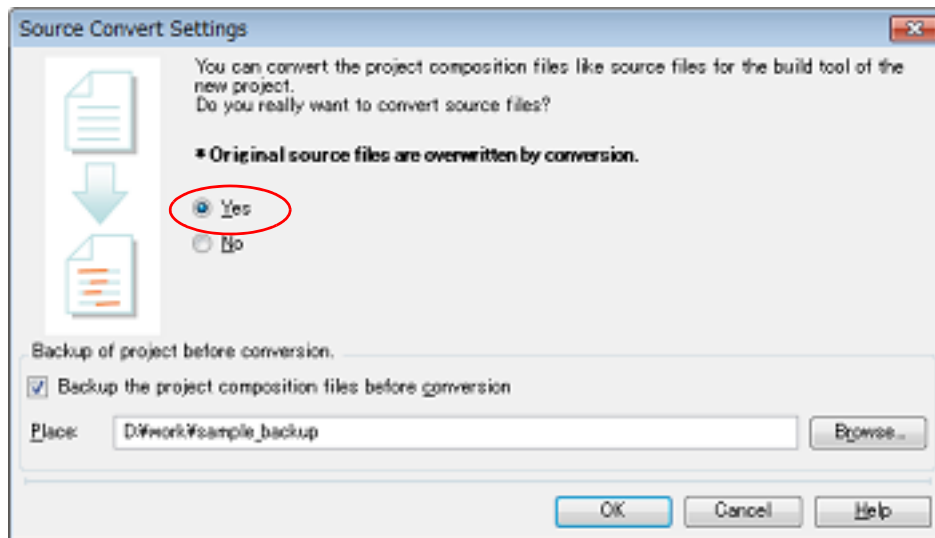 Source Convert Settings
You can convert the project composition files like source files for the build tool of the
new project.
Do you really want to convert source files?
* Original source files are overwritten by conversion.
Yes
No
Backup of project before conversion.
Backup the project composition files before conversion
Place: D:¥work¥sample_backup Browse...
OK Cancel Help